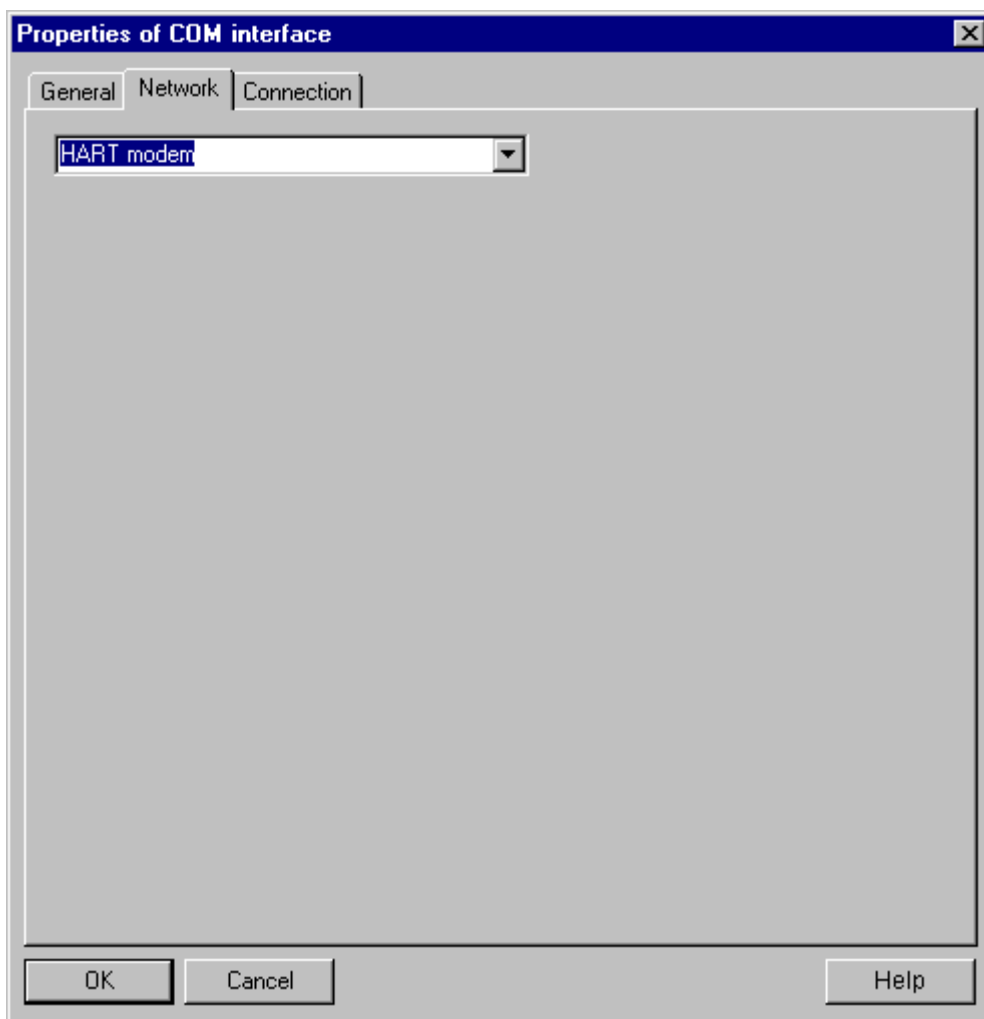 Properties of COM interface
General Network Connection
HART modem
OK Cancel Help